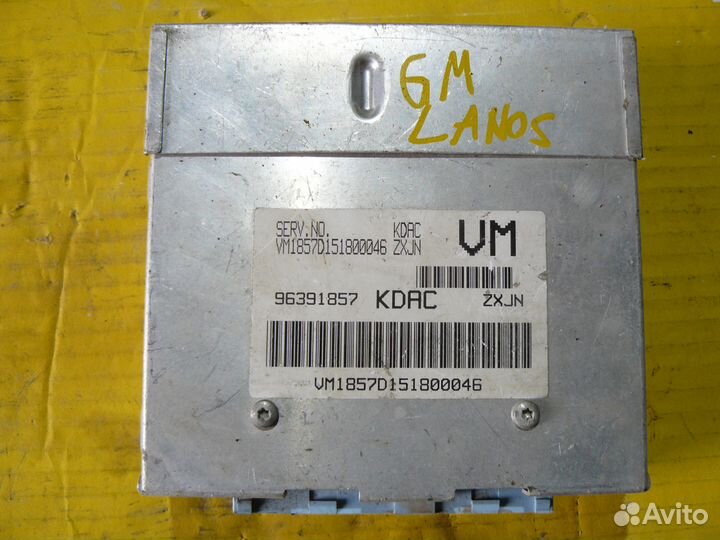 GM
LANOS
SERV.NO. KDAC
VM1857D151800046 ZXJN
VM
96391857 KDAC ZXJN
VM1857D151800046
Avito